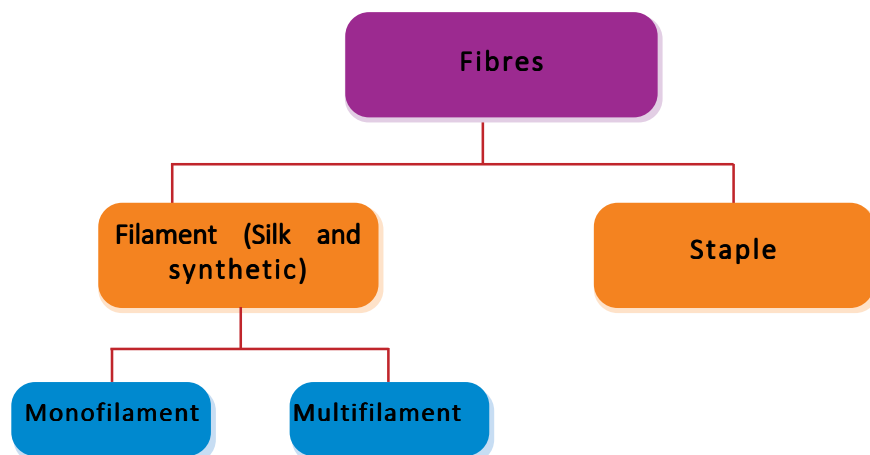 Fibres
Filament (Silk and
synthetic)
Staple
Monofilament
Multifilament